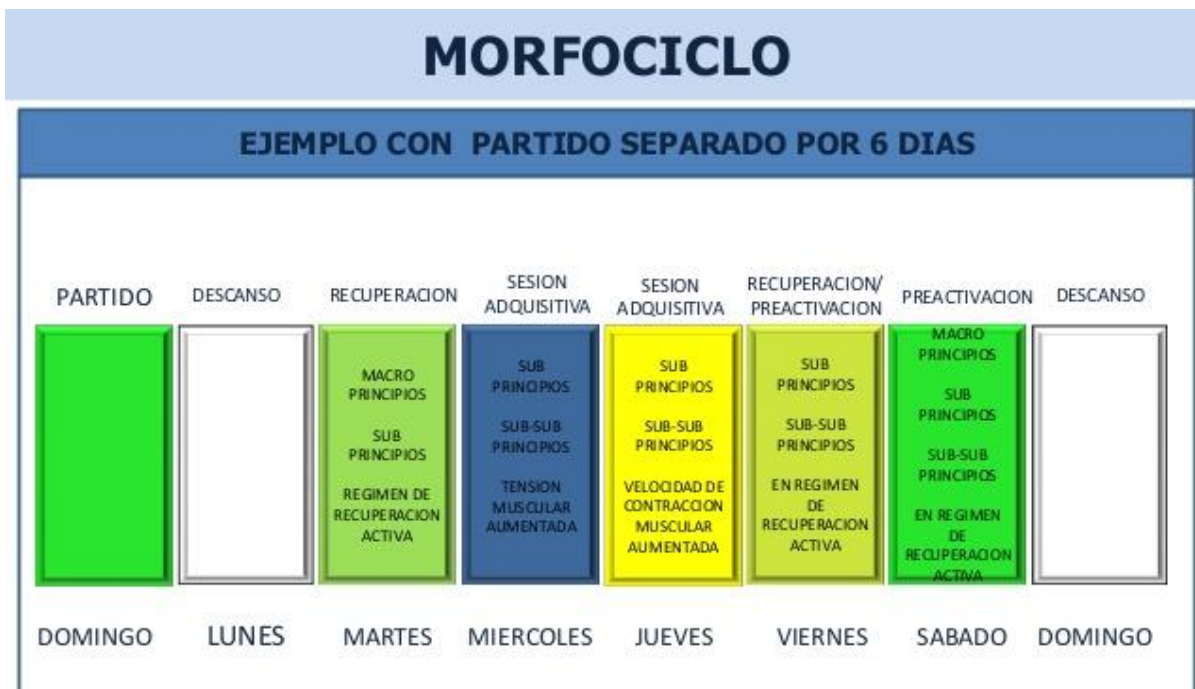 MORFOCICLO
EJEMPLO CON PARTIDO SEPARADO POR 6 DIAS
PARTIDO
DESCANSO
RECUPERACION
SESION
ADQUISITIVA
SESION
ADQUISITIVA
RECUPERACION/
PREACTIVACION
PREACTIVACION
DESCANSO
MACRO
PRINCIPIOS
SUB
PRINCIPIOS
REGIMEN DE
RECUPERACION
ACTIVA
SUB
PRINCIPIOS
SUB-SUB
PRINCIPIOS
TENSION
MUSCULAR
AUMENTADA
SUB
PRINCIPIOS
SUB-SUB
PRINCIPIOS
VELOCIDAD DE
CONTRACCION
MUSCULAR
AUMENTADA
SUB
PRINCIPIOS
SUB-SUB
PRINCIPIOS
EN REGIMEN
DE
RECUPERACION
ACTIVA
MACRO
PRINCIPIOS
SUB
PRINCIPIOS
SUB-SUB
PRINCIPIOS
EN REGIMEN
DE
RECUPERACION
ACTIVA
DOMINGO
LUNES
MARTES
MIERCOLES
JUEVES
VIERNES
SABADO
DOMINGO